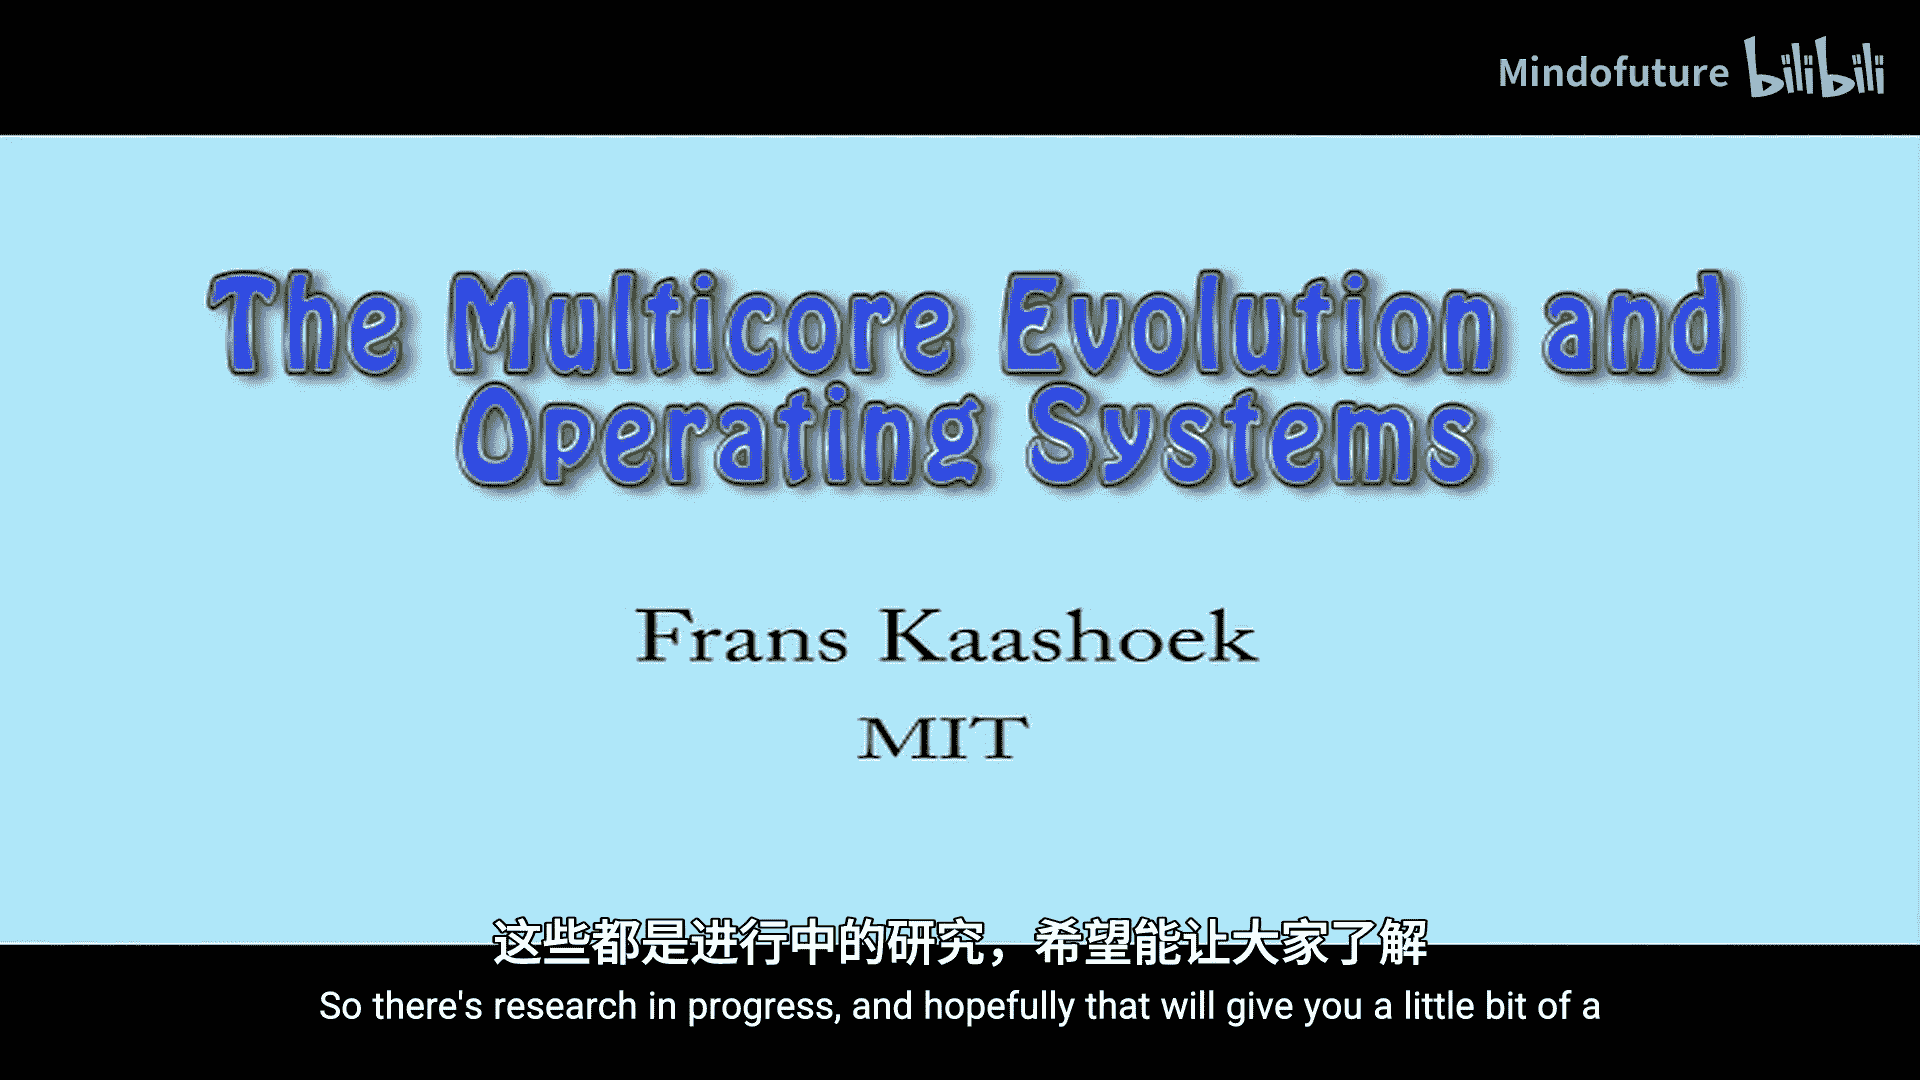 Mindofuture bilibili
The Multicore Evolution and
Operating Systems
Frans Kaashoek
MIT
这些都是进行中的研究，希望能让大家了解
So there's research in progress, and hopefully that will give you a little bit of a